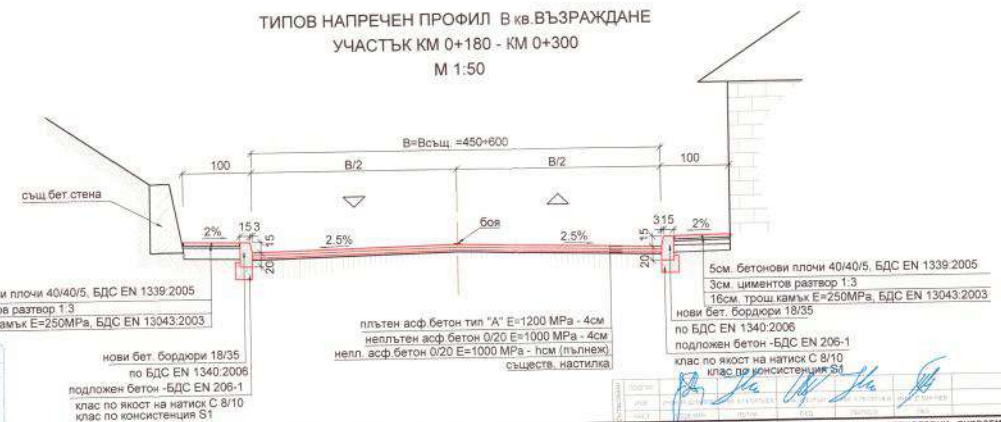 ТИПОВ НАПРЕЧЕН ПРОФИЛ В кв.ВЪЗРАЖДАНЕ
УЧАСТЪК КМ 0+180 - КМ 0+300
М 1:50
B=Bсъщ. =450÷600
100
B/2
B/2
100
същ бет.стена
2%
153
15
20
2.5%
боя
2.5%
315
15
20
2%
и плочи 40/40/5, БДС EN 1339:2005
в разтвор 1:3
амък E=250MPa, БДС EN 13043:2003
нови бет. бордюри 18/35
по БДС EN 1340:2006
подложен бетон -БДС EN 206-1
клас по якост на натиск C 8/10
клас по консистенция S1
плътен асф.бетон тип "А" E=1200 MPa - 4см
неплътен асф.бетон 0/20 E=1000 MPa - 4см
непл. асф.бетон 0/20 E=1000 MPa - hсм (пълнеж)
съществ. настилка
5см. бетонови плочи 40/40/5, БДС EN 1339:2005
3см. циментов разтвор 1:3
16см. трош.камък E=250MPa, БДС EN 13043:2003
нови бет. бордюри 18/35
по БДС EN 1340:2006
подложен бетон -БДС EN 206-1
клас по якост на натиск C 8/10
клас по консистенция S1